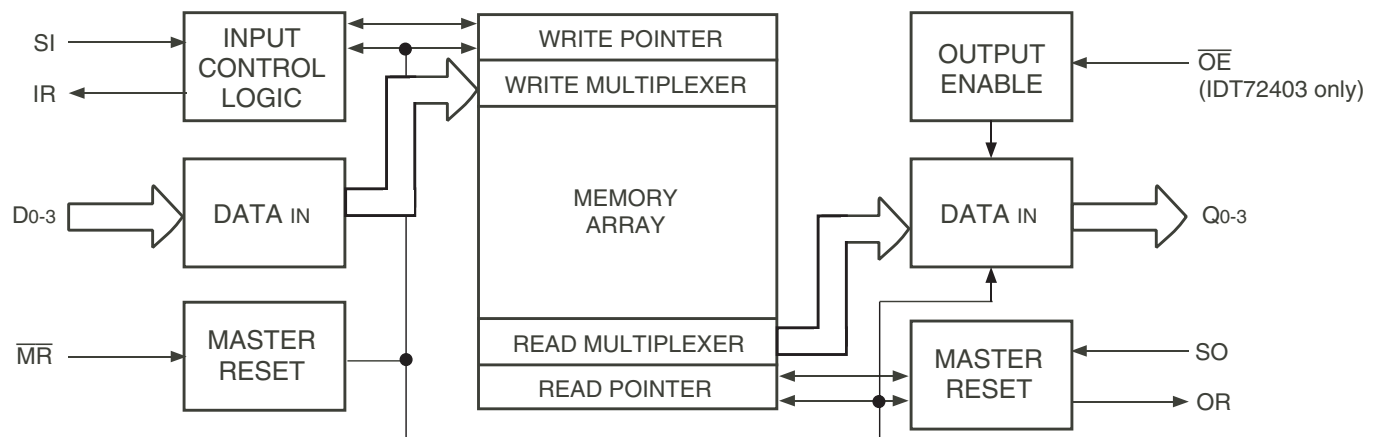 SI
IR
INPUT
CONTROL
LOGIC
WRITE POINTER
WRITE MULTIPLEXER
OUTPUT
ENABLE
OE
(IDT72403 only)
D0-3
DATA IN
MEMORY
ARRAY
DATA IN
Q0-3
MR
MASTER
RESET
READ MULTIPLEXER
READ POINTER
MASTER
RESET
SO
OR